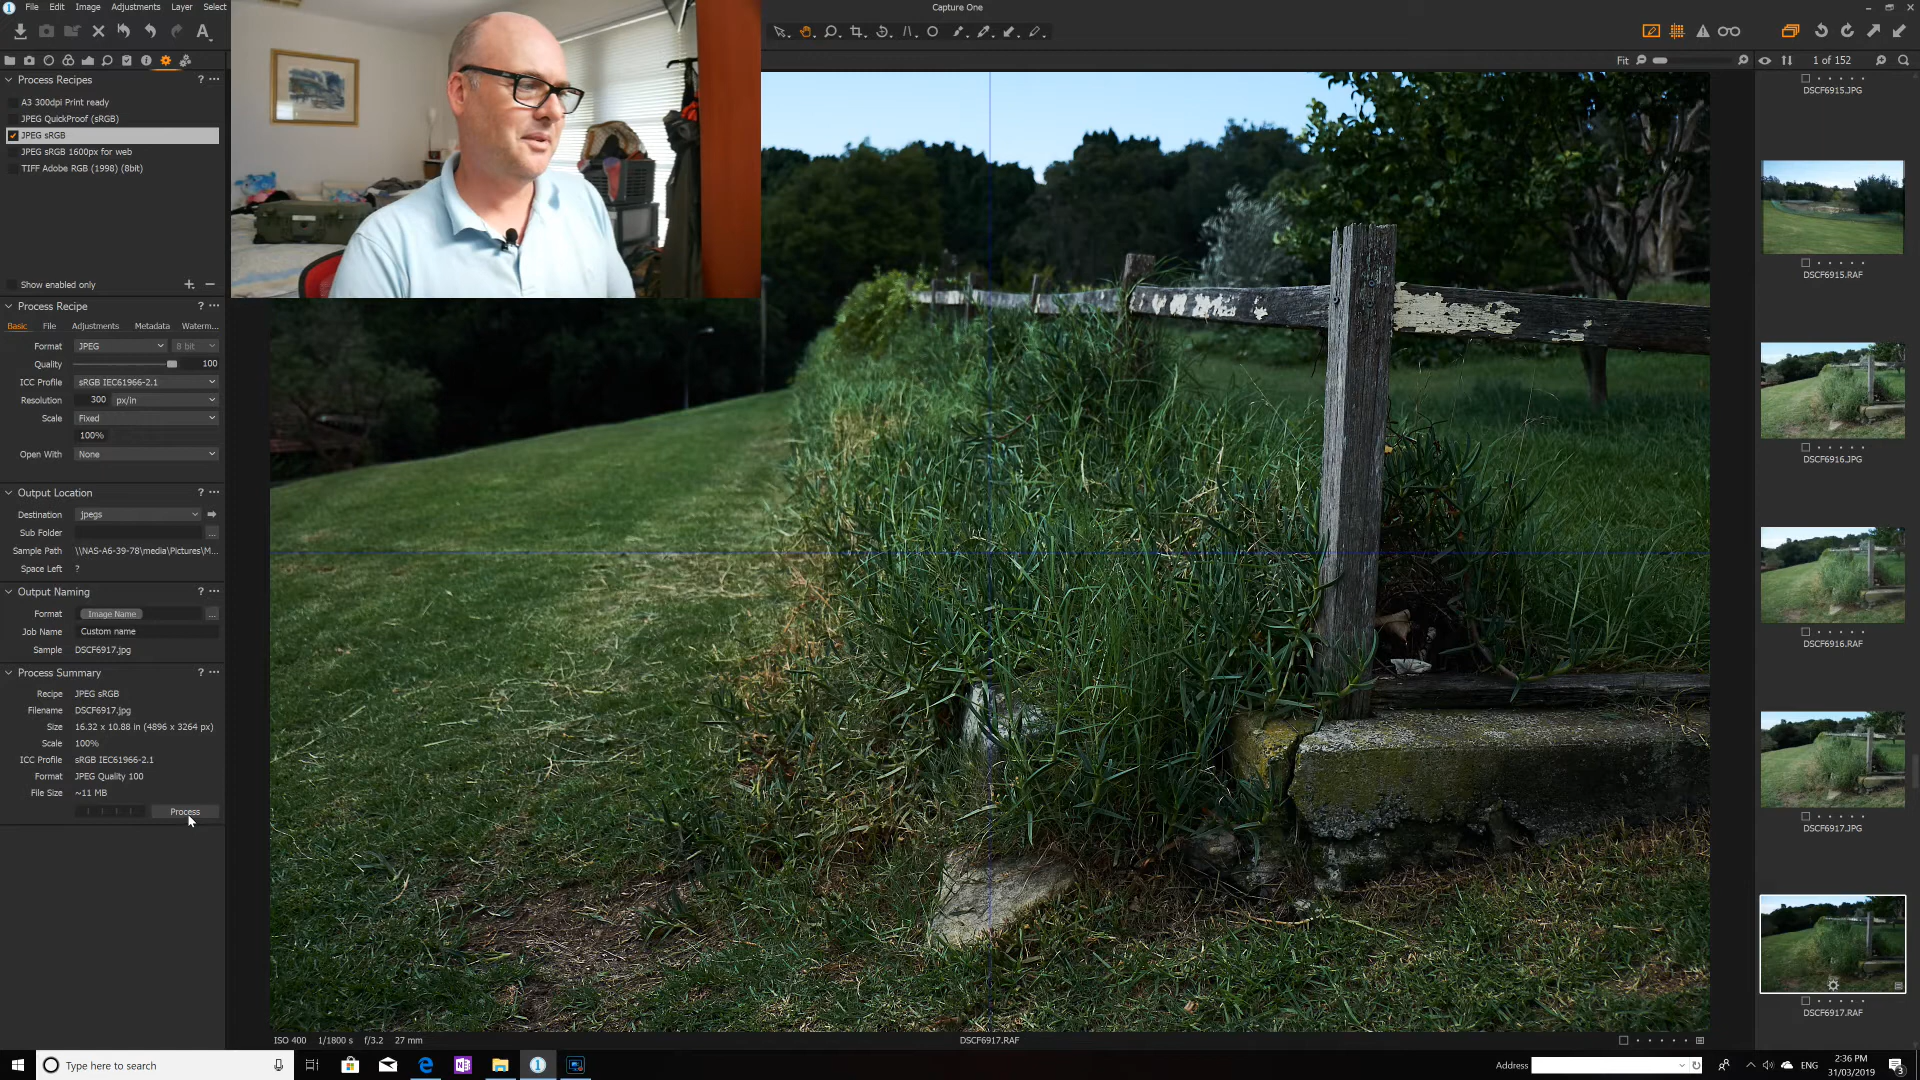 File Edit Image Adjustments Layer Select
Capture One
Fit
1 of 152
Process Recipes ? ...
A3 300dpi Print ready
JPEG QuickProof (sRGB)
JPEG sRGB
JPEG sRGB 1600px for web
TIFF Adobe RGB (1998) (8bit)
Show enabled only + −
Process Recipe ? ...
Basic File Adjustments Metadata Waterm...
Format JPEG 8 bit
Quality 100
ICC Profile sRGB IEC61966-2.1
Resolution 300 px/in
Scale Fixed
100%
Open With None
Output Location ? ...
Destination jpegs
Sub Folder ...
Sample Path \\NAS-A6-39-78\media\Pictures\M...
Space Left ?
Output Naming ? ...
Format Image Name ...
Job Name Custom name
Sample DSCF6917.jpg
Process Summary ? ...
Recipe JPEG sRGB
Filename DSCF6917.jpg
Size 16.32 x 10.88 in (4896 x 3264 px)
Scale 100%
ICC Profile sRGB IEC61966-2.1
Format JPEG Quality 100
File Size ~11 MB
Process
DSCF6915.JPG
DSCF6915.RAF
DSCF6916.JPG
DSCF6916.RAF
DSCF6917.JPG
DSCF6917.RAF
ISO 400 1/1800 s f/3.2 27 mm
DSCF6917.RAF
Type here to search
Address
ENG
2:36 PM
31/03/2019
3